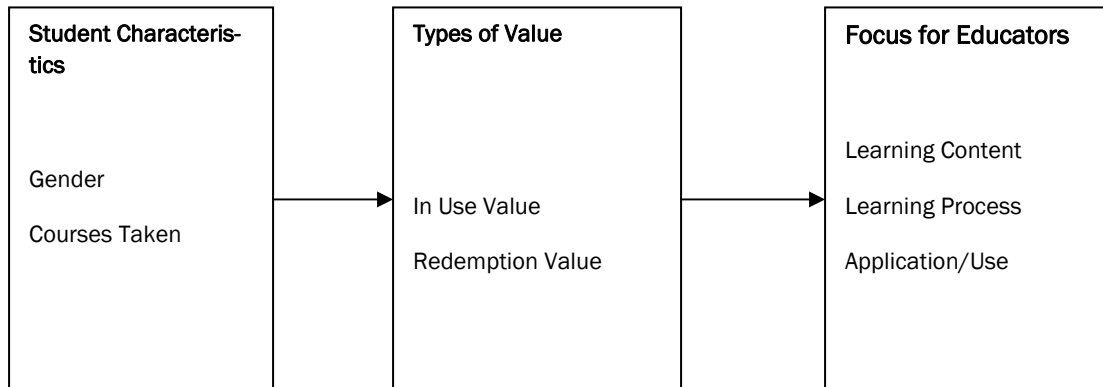 Student Characteris-
tics
Gender
Courses Taken
Types of Value
In Use Value
Redemption Value
Focus for Educators
Learning Content
Learning Process
Application/Use